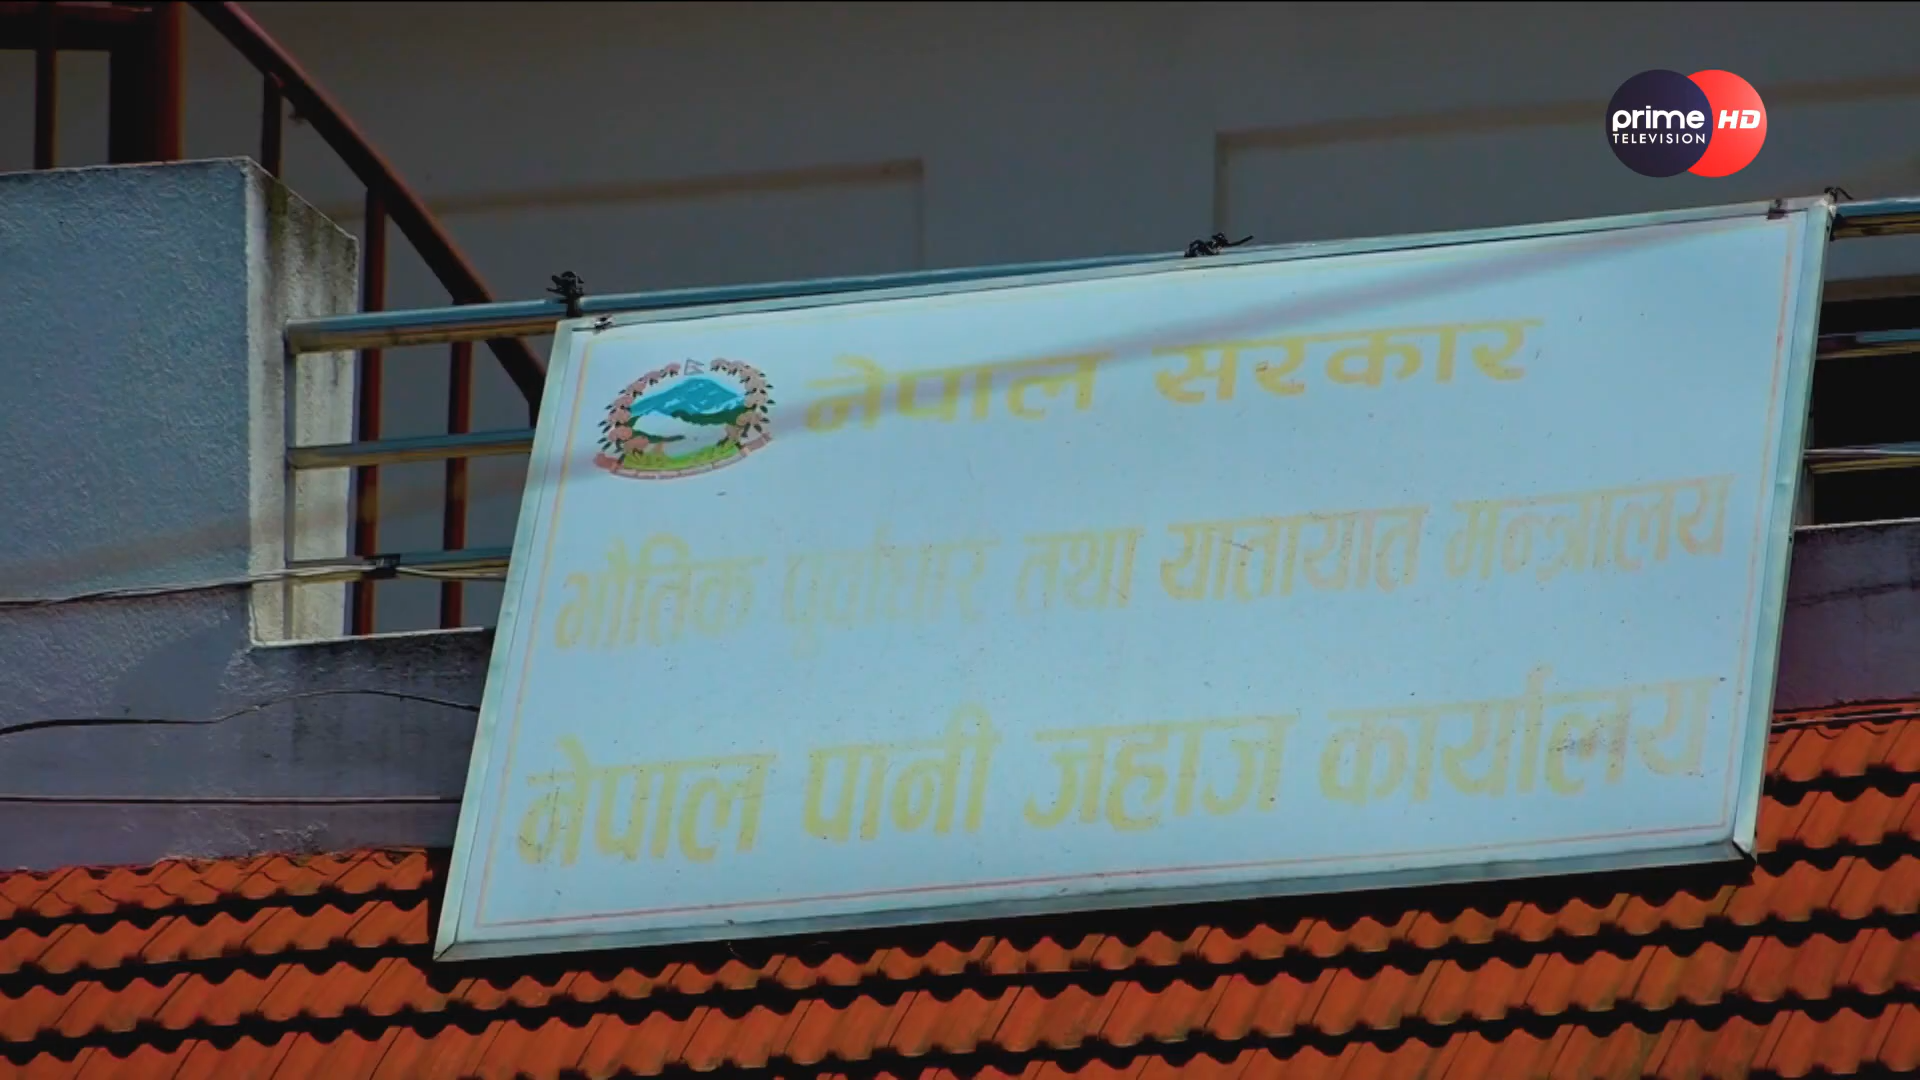 prime HD
TELEVISION
नेपाल सरकार
भौतिक पूर्वाधार तथा यातायात मन्त्रालय
नेपाल पानी जहाज कार्यालय